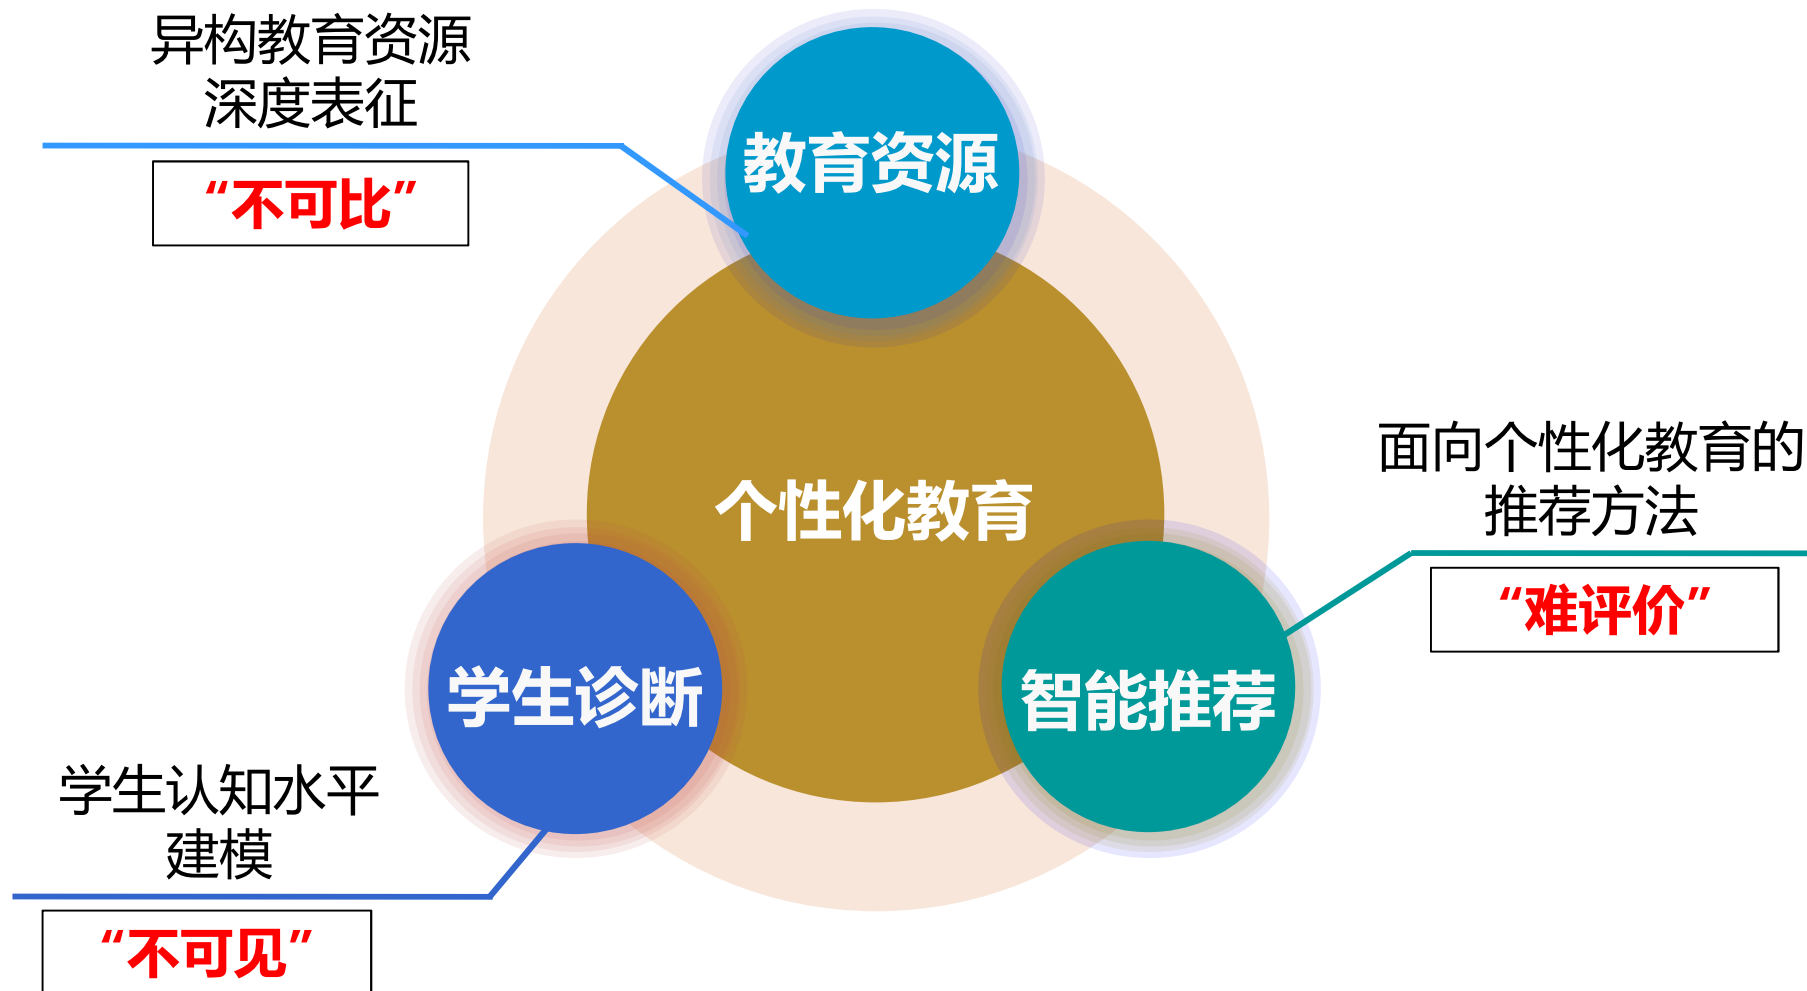 异构教育资源
深度表征
“不可比”
教育资源
个性化教育
面向个性化教育的
推荐方法
“难评价”
学生诊断
智能推荐
学生认知水平
建模
“不可见”